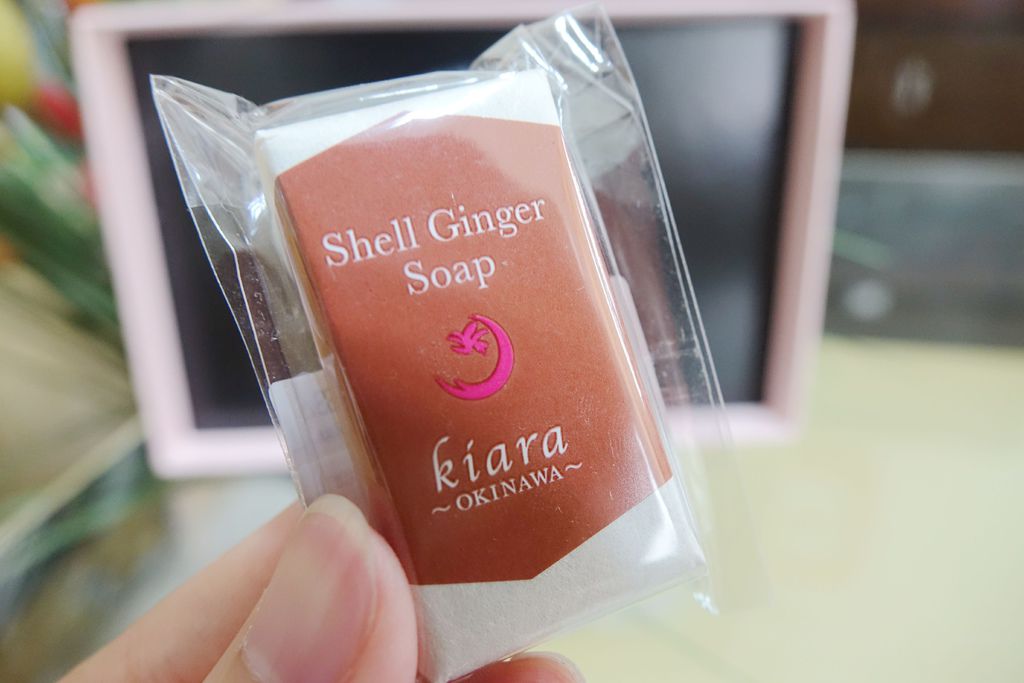 Shell Ginger
Soap
kiara
~OKINAWA~